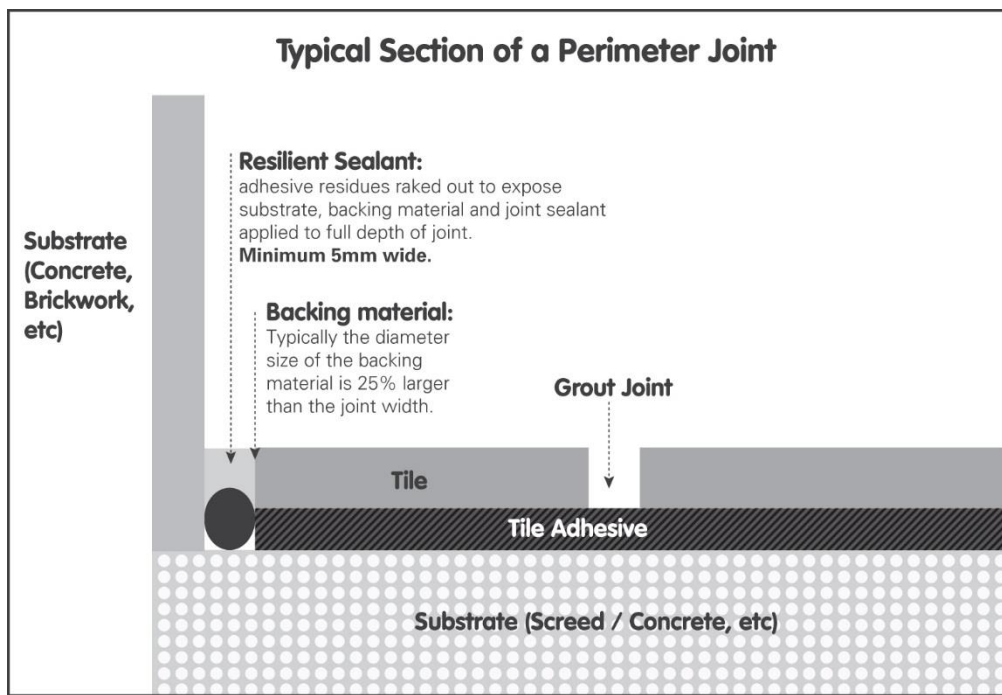 Typical Section of a Perimeter Joint
Resilient Sealant:
adhesive residues raked out to expose
substrate, backing material and joint sealant
applied to full depth of joint.
Minimum 5mm wide.
Substrate
(Concrete,
Brickwork,
etc)
Backing material:
Typically the diameter
size of the backing
material is 25% larger
than the joint width.
Grout Joint
Tile
Tile Adhesive
Substrate (Screed / Concrete, etc)